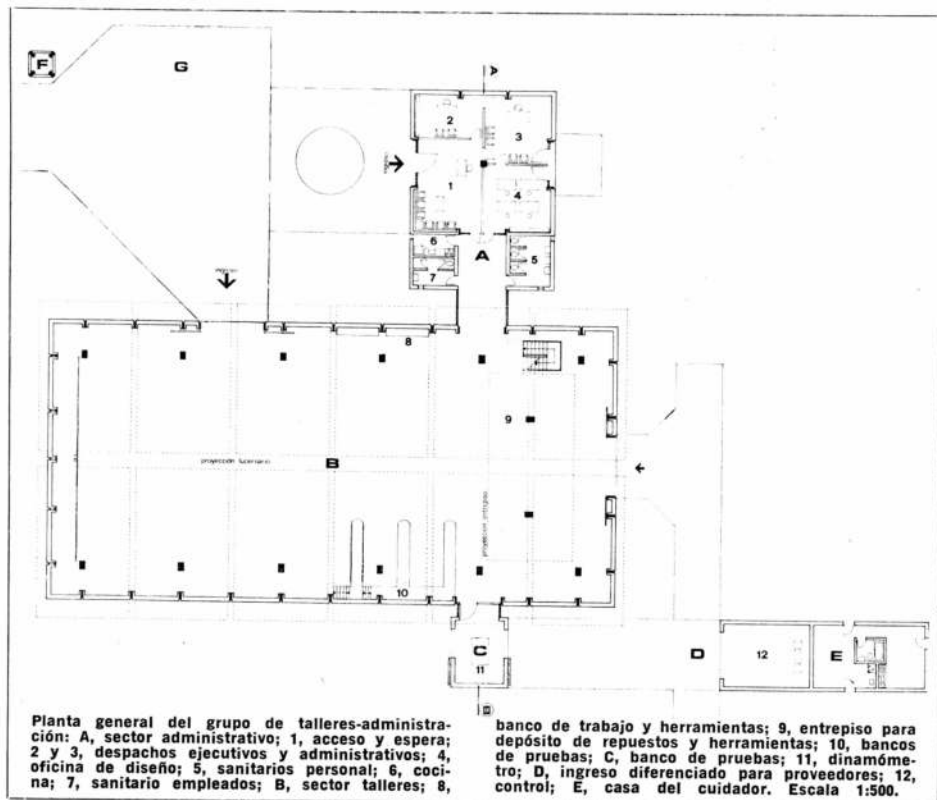 F
G
A
2
3
1
4
6
A
5
7
8
9
proyección lucernario
B
proyección entrepiso
10
C
D
12
E
11
B
Planta general del grupo de talleres-administra-
ción: A, sector administrativo; 1, acceso y espera;
2 y 3, despachos ejecutivos y administrativos; 4,
oficina de diseño; 5, sanitarios personal; 6, coci-
na; 7, sanitario empleados; B, sector talleres; 8,
banco de trabajo y herramientas; 9, entrepiso para
depósito de repuestos y herramientas; 10, bancos
de pruebas; C, banco de pruebas; 11, dinamóme-
tro; D, ingreso diferenciado para proveedores; 12,
control; E, casa del cuidador. Escala 1:500.